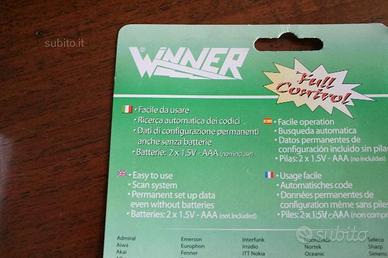 subito.it
WINNER
®
Full
Control
• Facile da usare
• Ricerca automatica dei codici
• Dati di configurazione permanenti
anche senza batterie
• Batterie: 2 x 1.5V - AAA (non incluse)
• Facile operation
• Busqueda automatica
• Datos permanentes de
configuración incluido sin pilas
• Pilas: 2 x 1.5V - AAA (no incluidas)
• Easy to use
• Scan system
• Permanent set up data
even without batteries
• Batteries: 2 x 1.5V - AAA (not included)
• Usage facile
• Automatisches code
• Données permanentes de
configuration même sans piles
• Piles: 2 x 1.5V - AAA
Admiral
Aiwa
Akai
Emerson
Europhon
Fenner
Interfunk
Irradio
ITT Nokia
Nortek
Okano
Seleco
Sharp
subito